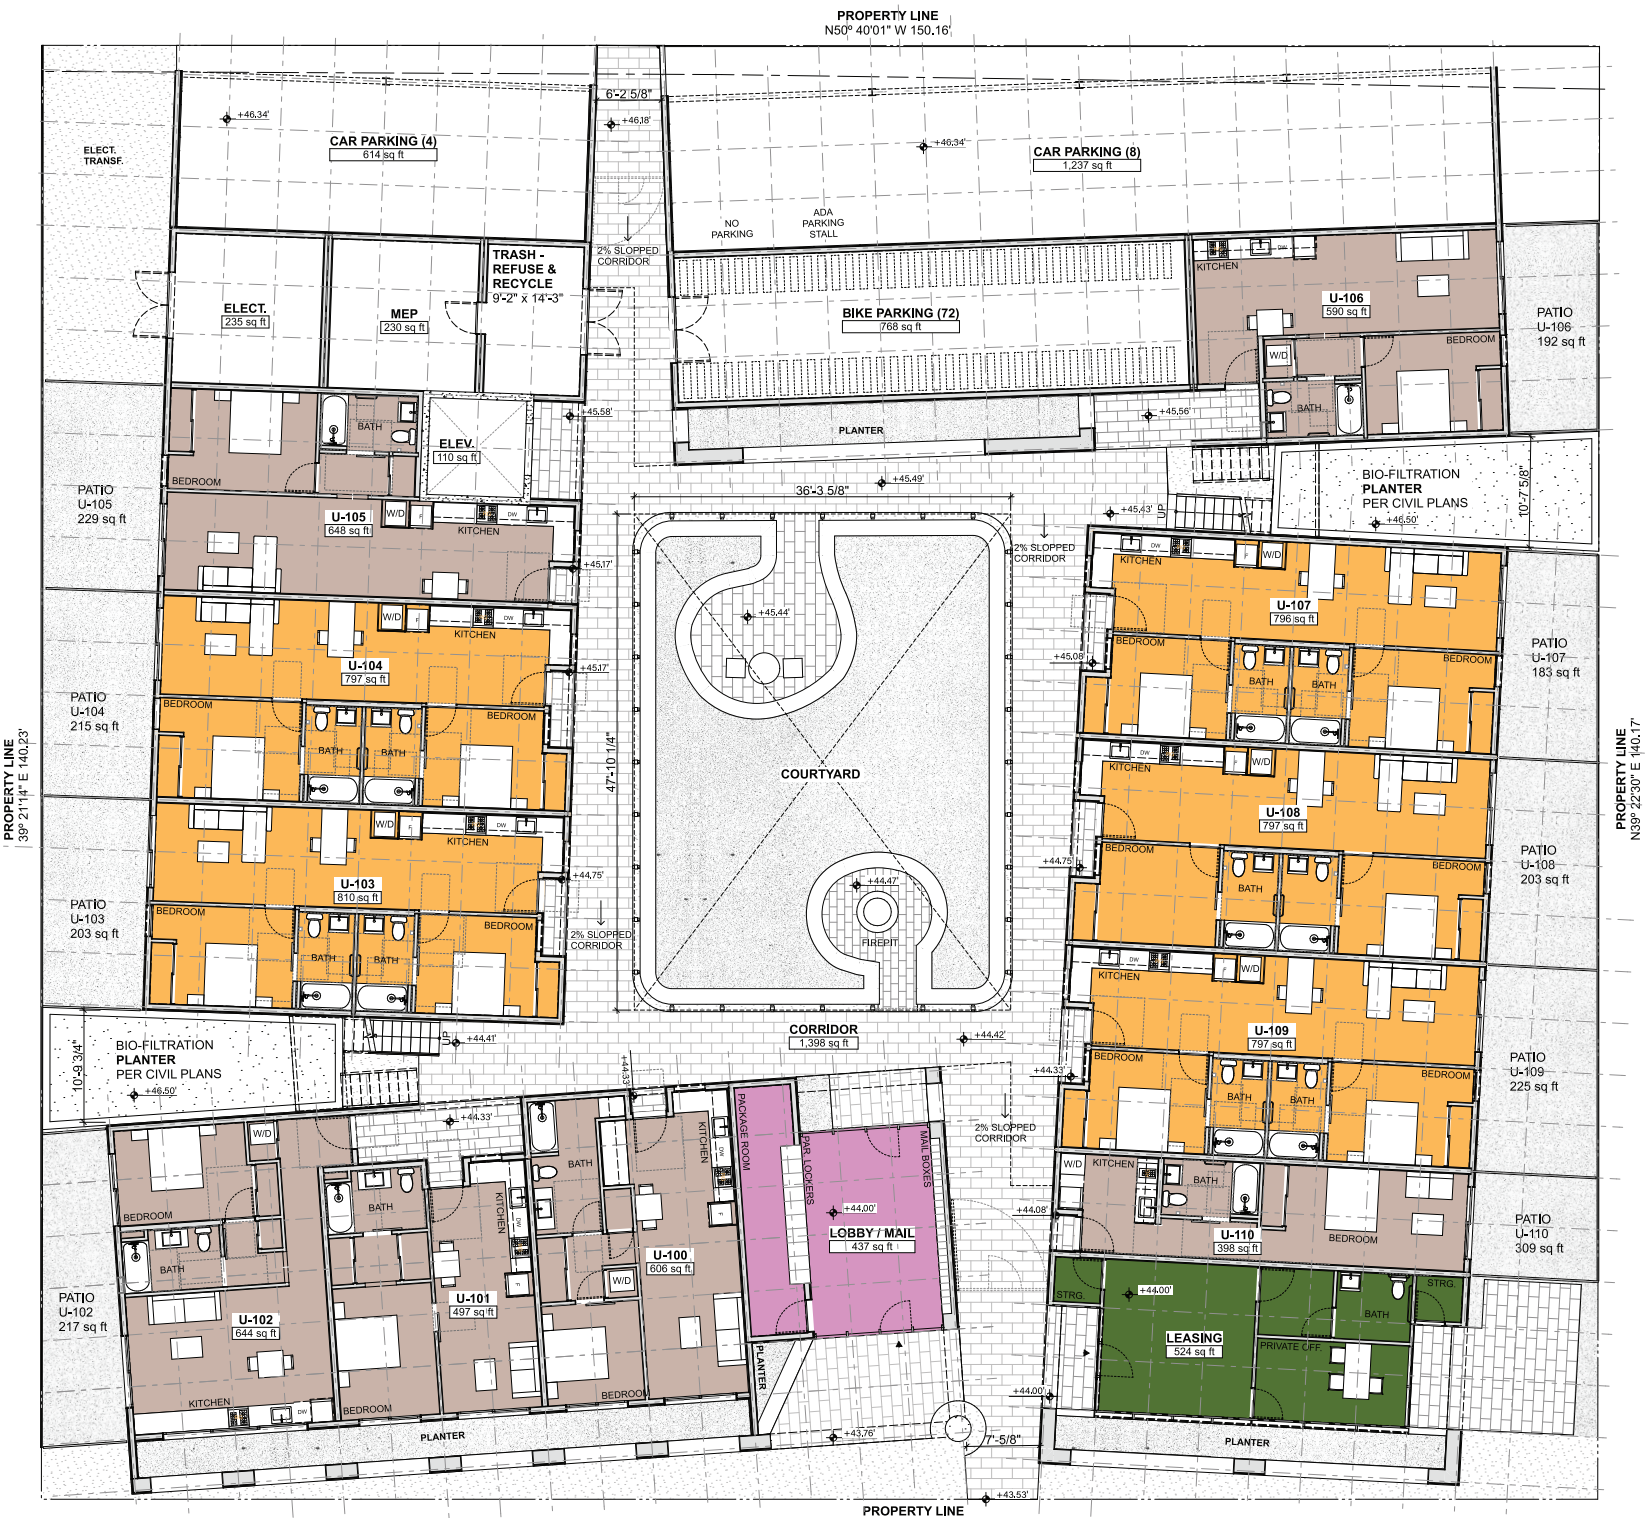 PROPERTY LINE
N50º 40'01" W 150.16'
6'-2 5/8"
+46.34'
+46.18'
+46.34'
CAR PARKING (4)
614 sq ft
CAR PARKING (8)
1,237 sq ft
ELECT.
TRANSF.
NO
PARKING
ADA
PARKING
STALL
2% SLOPPED
CORRIDOR
TRASH -
REFUSE &
RECYCLE
9'-2" x 14'-3"
ELECT.
235 sq ft
MEP
230 sq ft
BIKE PARKING (72)
768 sq ft
KITCHEN
DW
U-106
590 sq ft
W/D
BEDROOM
BATH
PATIO
U-106
192 sq ft
+45.58'
+45.56'
PLANTER
BATH
ELEV.
110 sq ft
BEDROOM
+45.49'
36'-3 5/8"
BIO-FILTRATION
PLANTER
PER CIVIL PLANS
+46.50'
10'-7 5/8"
PATIO
U-105
229 sq ft
U-105
648 sq ft
W/D
F
DW
KITCHEN
+45.17'
+45.43'
UP
2% SLOPPED
CORRIDOR
KITCHEN
DW
F
W/D
U-107
796 sq ft
BEDROOM
BATH
BATH
BEDROOM
+45.08'
PATIO
U-107
183 sq ft
W/D
F
DW
KITCHEN
U-104
797 sq ft
+45.17'
BEDROOM
BATH
BATH
BEDROOM
PATIO
U-104
215 sq ft
+45.44'
47'-10 1/4"
COURTYARD
PROPERTY LINE
39º 21'14" E 140.23'
PROPERTY LINE
N39º 22'30" E 140.17'
KITCHEN
DW
F
W/D
U-108
797 sq ft
+44.75'
BEDROOM
BATH
BATH
BEDROOM
PATIO
U-108
203 sq ft
W/D
F
DW
KITCHEN
U-103
810 sq ft
+44.75'
BEDROOM
BATH
BATH
BEDROOM
PATIO
U-103
203 sq ft
2% SLOPPED
CORRIDOR
+44.47'
FIREPIT
KITCHEN
DW
F
W/D
U-109
797 sq ft
+44.33'
BEDROOM
BATH
BATH
BEDROOM
PATIO
U-109
225 sq ft
CORRIDOR
1,398 sq ft
+44.42'
+44.41'
UP
BIO-FILTRATION
PLANTER
PER CIVIL PLANS
+46.50'
10'-9 3/4"
+44.33'
+44.33'
2% SLOPPED
CORRIDOR
W/D
BEDROOM
BATH
PATIO
U-102
217 sq ft
U-102
644 sq ft
KITCHEN
DW
BATH
KITCHEN
DW
F
U-101
497 sq ft
BEDROOM
BATH
KITCHEN
DW
F
U-100
606 sq ft
W/D
BEDROOM
PACKAGE ROOM
PAR. LOCKERS
MAIL BOXES
+44.00'
LOBBY / MAIL
437 sq ft
+44.08'
W/D
KITCHEN
BATH
U-110
398 sq ft
BEDROOM
PATIO
U-110
309 sq ft
STRG.
+44.00'
STRG.
BATH
LEASING
524 sq ft
PRIVATE OFF.
+44.00'
PLANTER
PLANTER
+43.76'
7'-5/8"
PLANTER
+43.53'
PROPERTY LINE